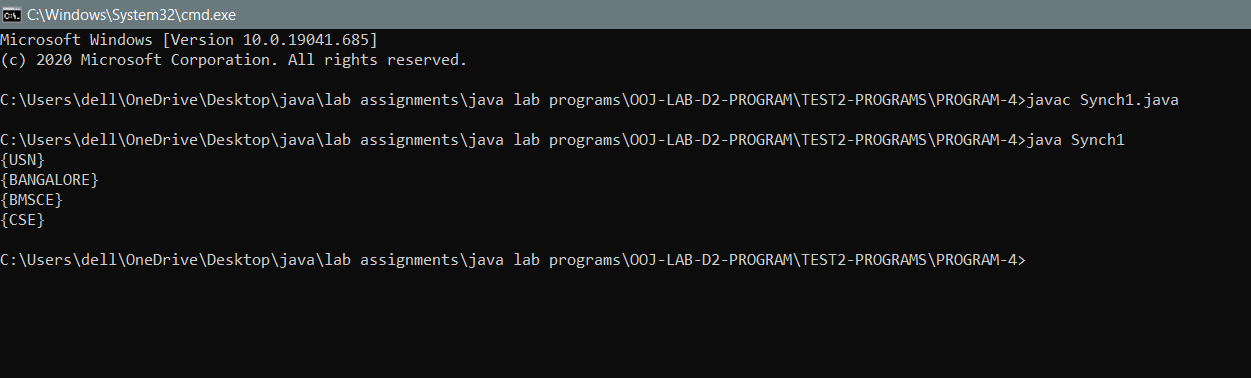 C:\Windows\System32\cmd.exe
Microsoft Windows [Version 10.0.19041.685]
(c) 2020 Microsoft Corporation. All rights reserved.
C:\Users\dell\OneDrive\Desktop\java\lab assignments\java lab programs\OOJ-LAB-D2-PROGRAM\TEST2-PROGRAMS\PROGRAM-4>javac Synch1.java
C:\Users\dell\OneDrive\Desktop\java\lab assignments\java lab programs\OOJ-LAB-D2-PROGRAM\TEST2-PROGRAMS\PROGRAM-4>java Synch1
{USN}
{BANGALORE}
{BMSCE}
{CSE}
C:\Users\dell\OneDrive\Desktop\java\lab assignments\java lab programs\OOJ-LAB-D2-PROGRAM\TEST2-PROGRAMS\PROGRAM-4>